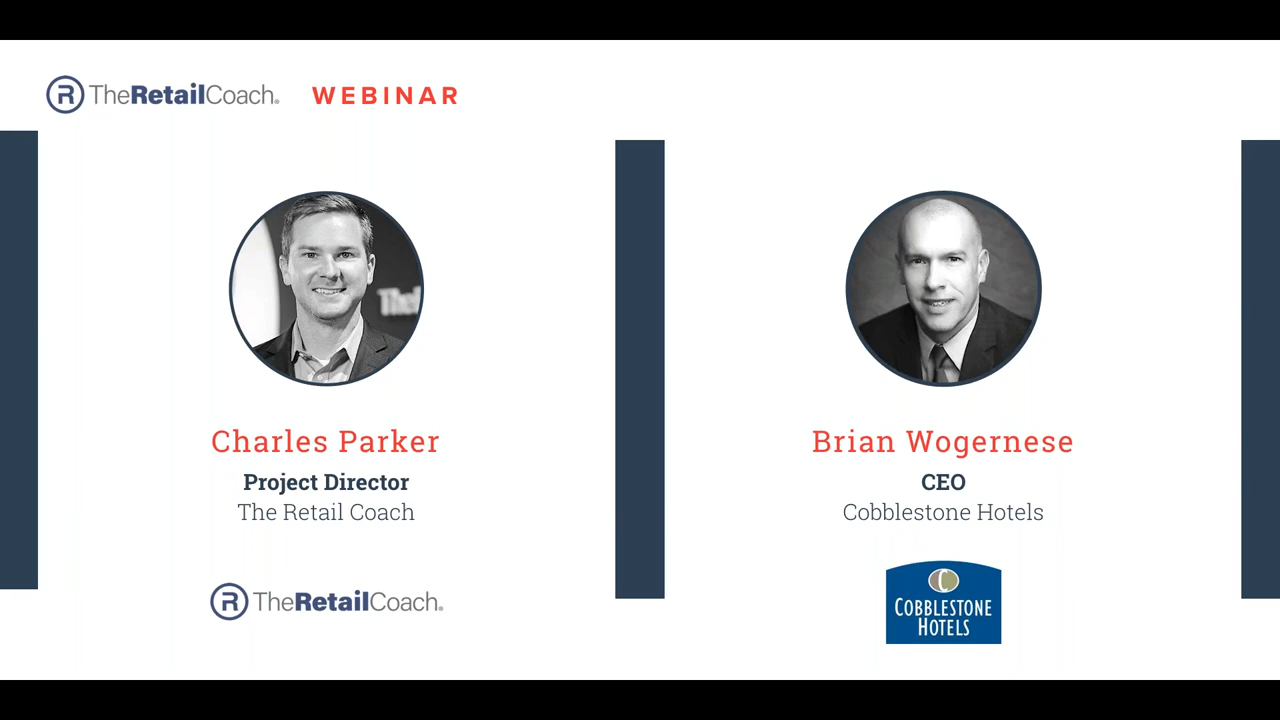 TheRetailCoach. WEBINAR
Charles Parker
Project Director
The Retail Coach
TheRetailCoach.
Brian Wogernese
CEO
Cobblestone Hotels
C
COBBLESTONE
HOTELS